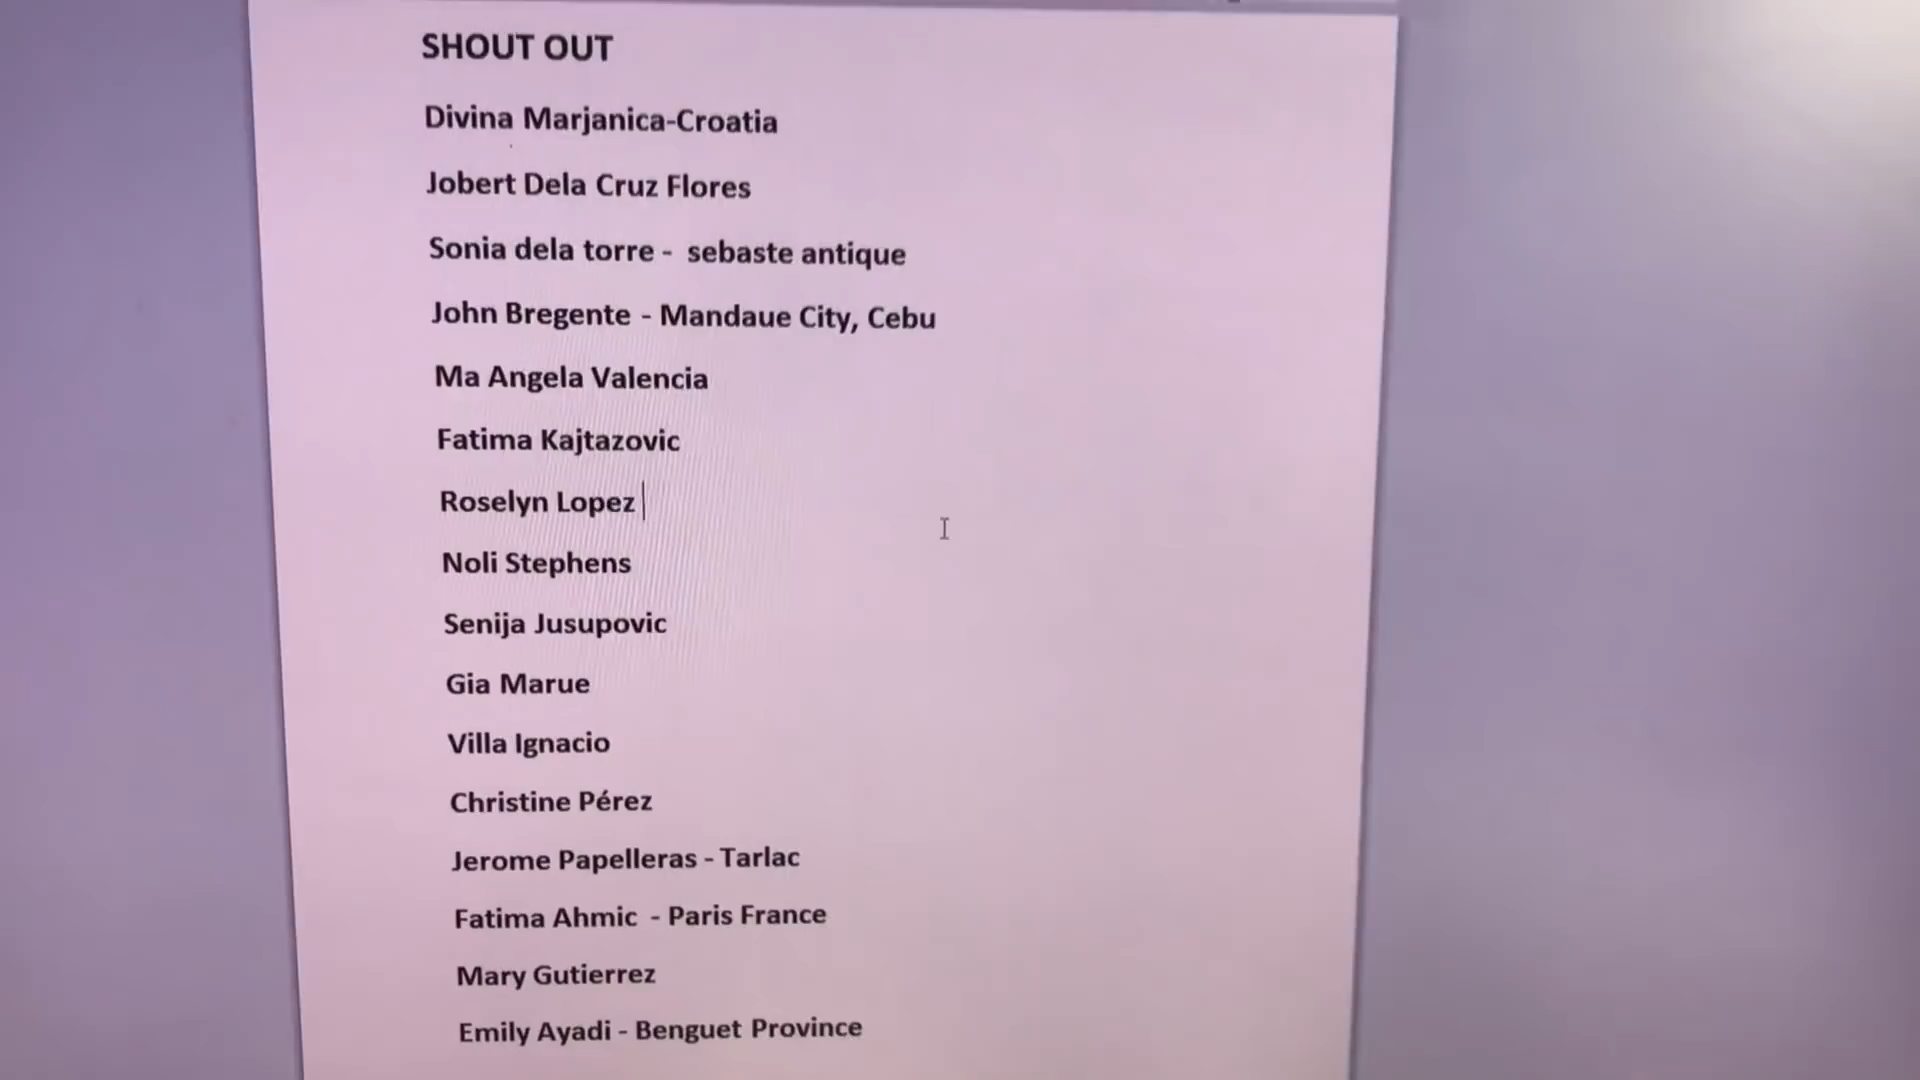 SHOUT OUT
Divina Marjanica-Croatia
Jobert Dela Cruz Flores
Sonia dela torre - sebaste antique
John Bregente - Mandaue City, Cebu
Ma Angela Valencia
Fatima Kajtazovic
Roselyn Lopez
Noli Stephens
Senija Jusupovic
Gia Marue
Villa Ignacio
Christine Pérez
Jerome Papelleras - Tarlac
Fatima Ahmic - Paris France
Mary Gutierrez
Emily Ayadi - Benguet Province